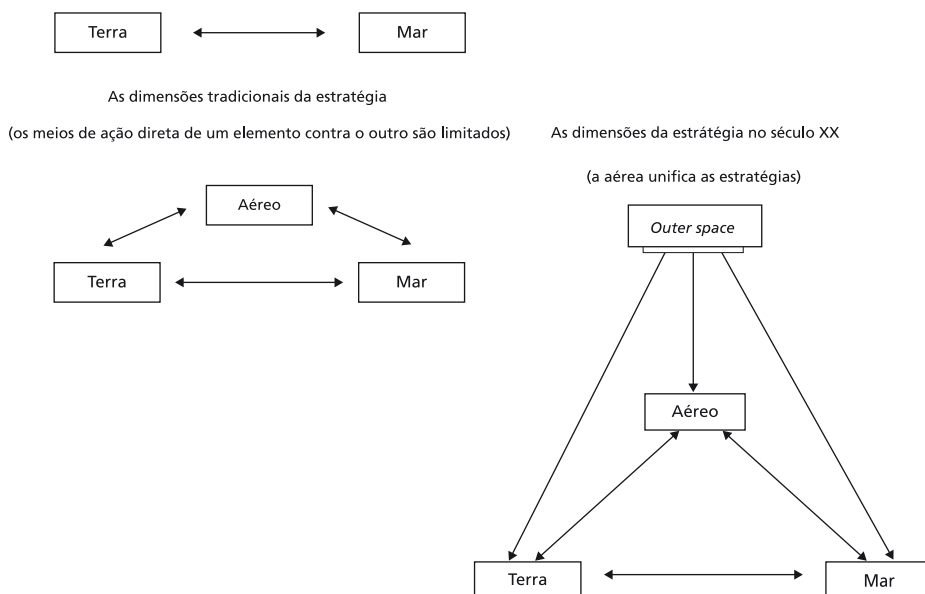 Terra
Mar
As dimensões tradicionais da estratégia
(os meios de ação direta de um elemento contra o outro são limitados)
Aéreo
Terra
Mar
As dimensões da estrátégia no século XX
(a aérea unifica as estratégias)
Outer space
Aéreo
Terra
Mar